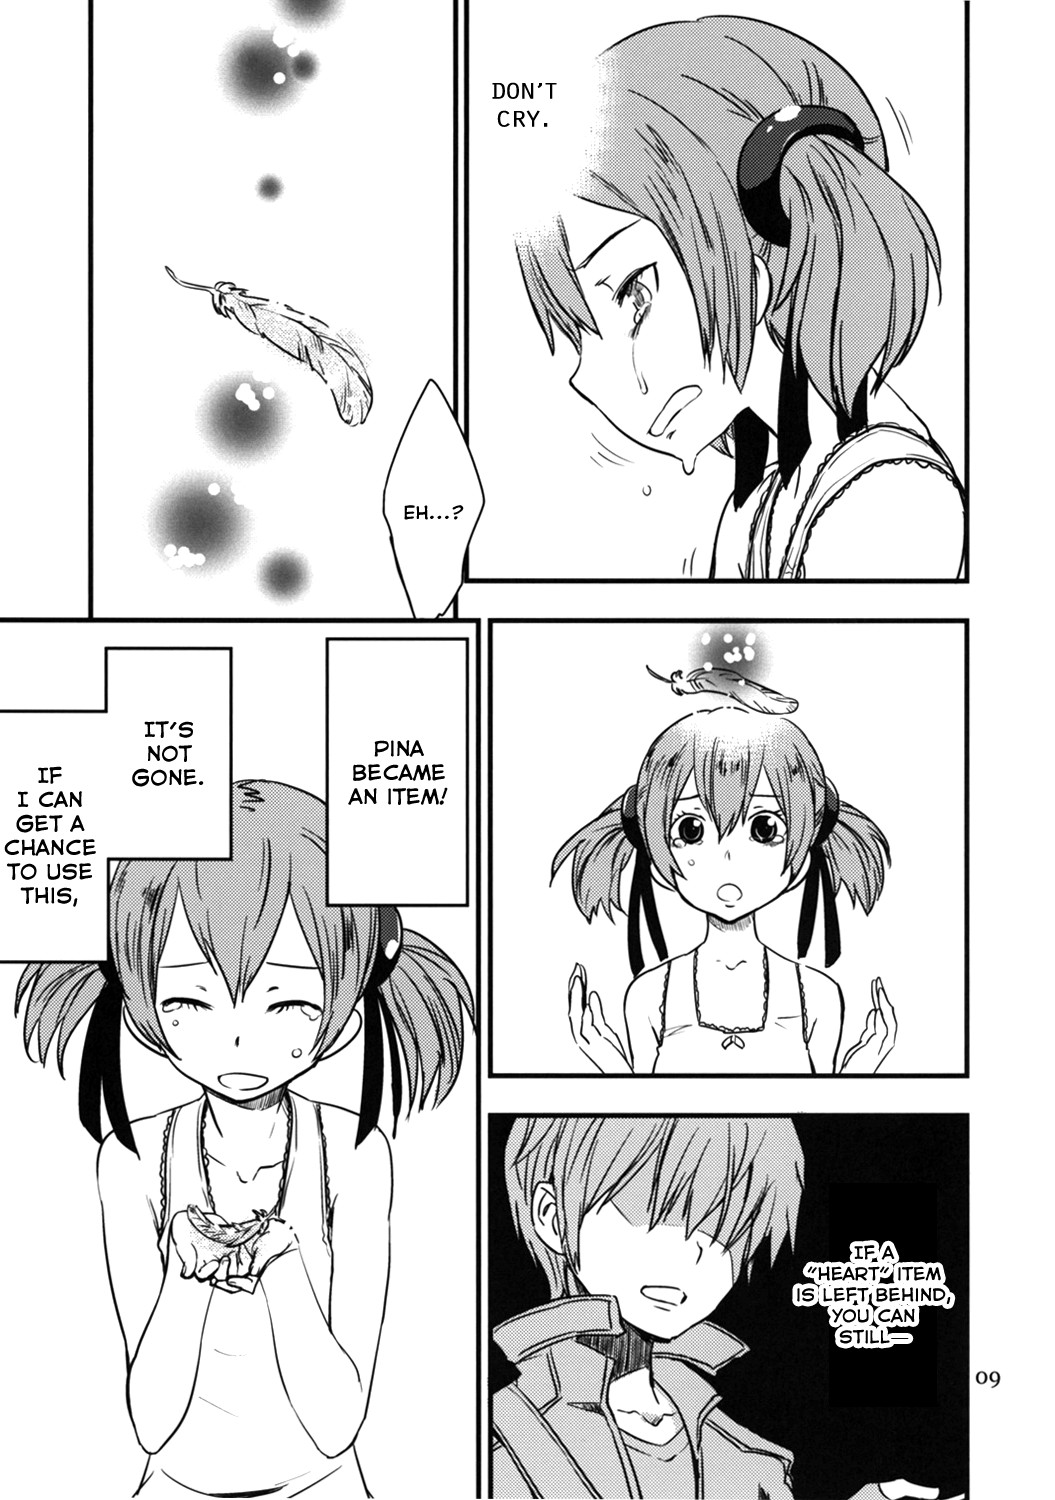 DON'T
CRY.
EH...?
IF A
"HEART" ITEM
IS LEFT BEHIND,
YOU CAN
STILL—
PINA
BECAME
AN ITEM!
IT'S
NOT
GONE.
IF
I CAN
GET A
CHANCE
TO USE
THIS,
09